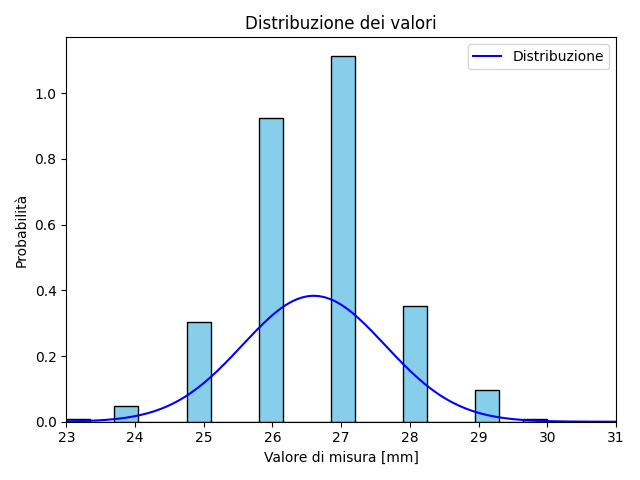 Distribuzione dei valori
Distribuzione
Probabilità
1.0
0.8
0.6
0.4
0.2
0.0
23 24 25 26 27 28 29 30 31
Valore di misura [mm]